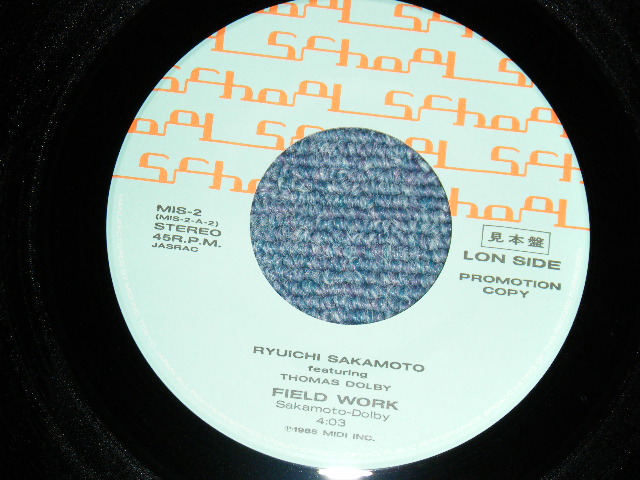 School School
School School School
School School School
School School
MIS-2
(MIS-2-A-2)
STEREO
45R.P.M.
JASRAC
見本盤
LON SIDE
PROMOTION
COPY
RYUICHI SAKAMOTO
featuring
THOMAS DOLBY
FIELD WORK
Sakamoto-Dolby
4:03
℗1985 MIDI INC.